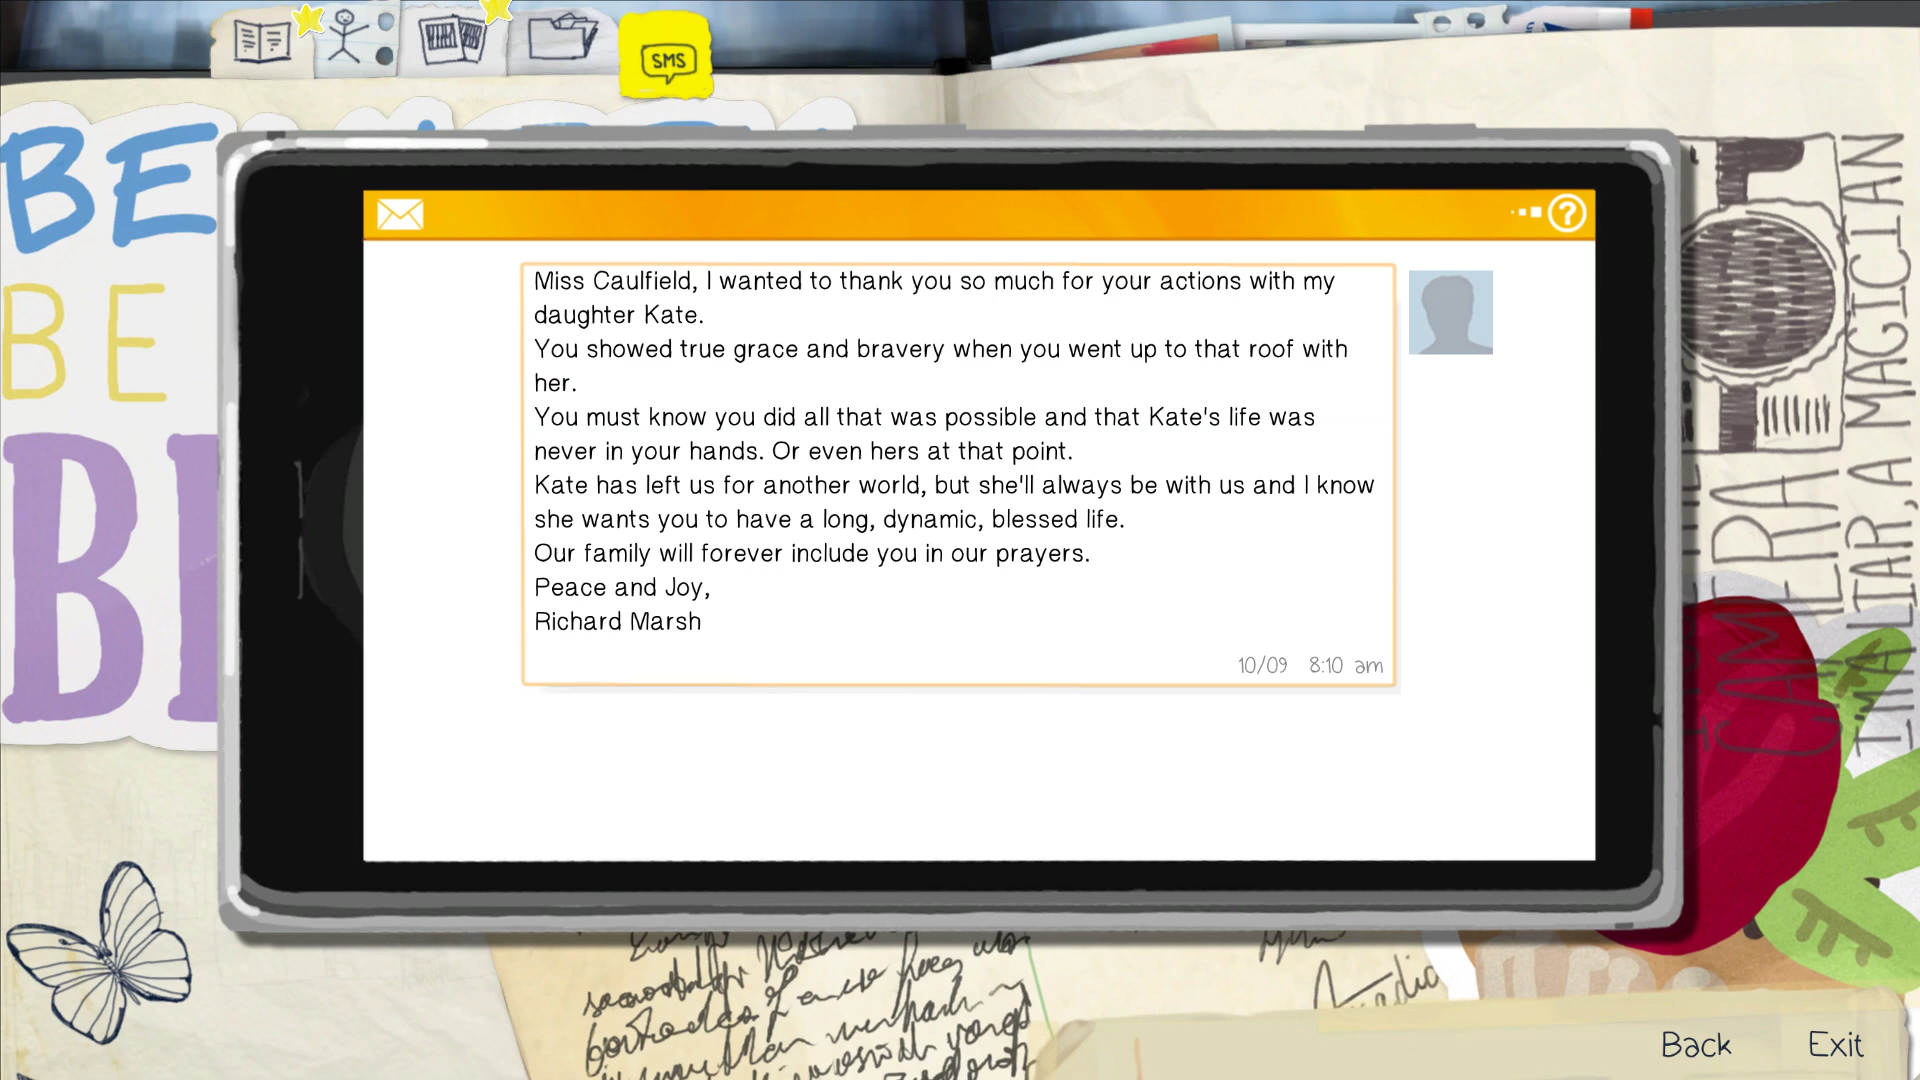 SMS
BE
BE
Miss Caulfield, I wanted to thank you so much for your actions with my
daughter Kate.
You showed true grace and bravery when you went up to that roof with
her.
You must know you did all that was possible and that Kate's life was
never in your hands. Or even hers at that point.
Kate has left us for another world, but she'll always be with us and I know
she wants you to have a long, dynamic, blessed life.
Our family will forever include you in our prayers.
Peace and Joy,
Richard Marsh
10/09 8:10 am
CAMERA
LIAR, A MAGICIAN
Back
Exit